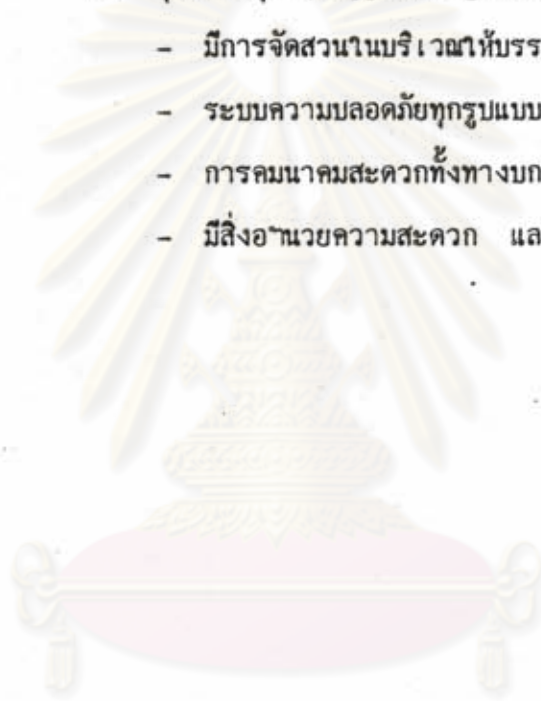 - มีการจัดสวนในบริเวณให้บรร
- ระบบความปลอดภัยทุกรูปแบบ
- การคมนาคมสะดวกทั้งทางบก
- มีสิ่งอำนวยความสะดวก แล